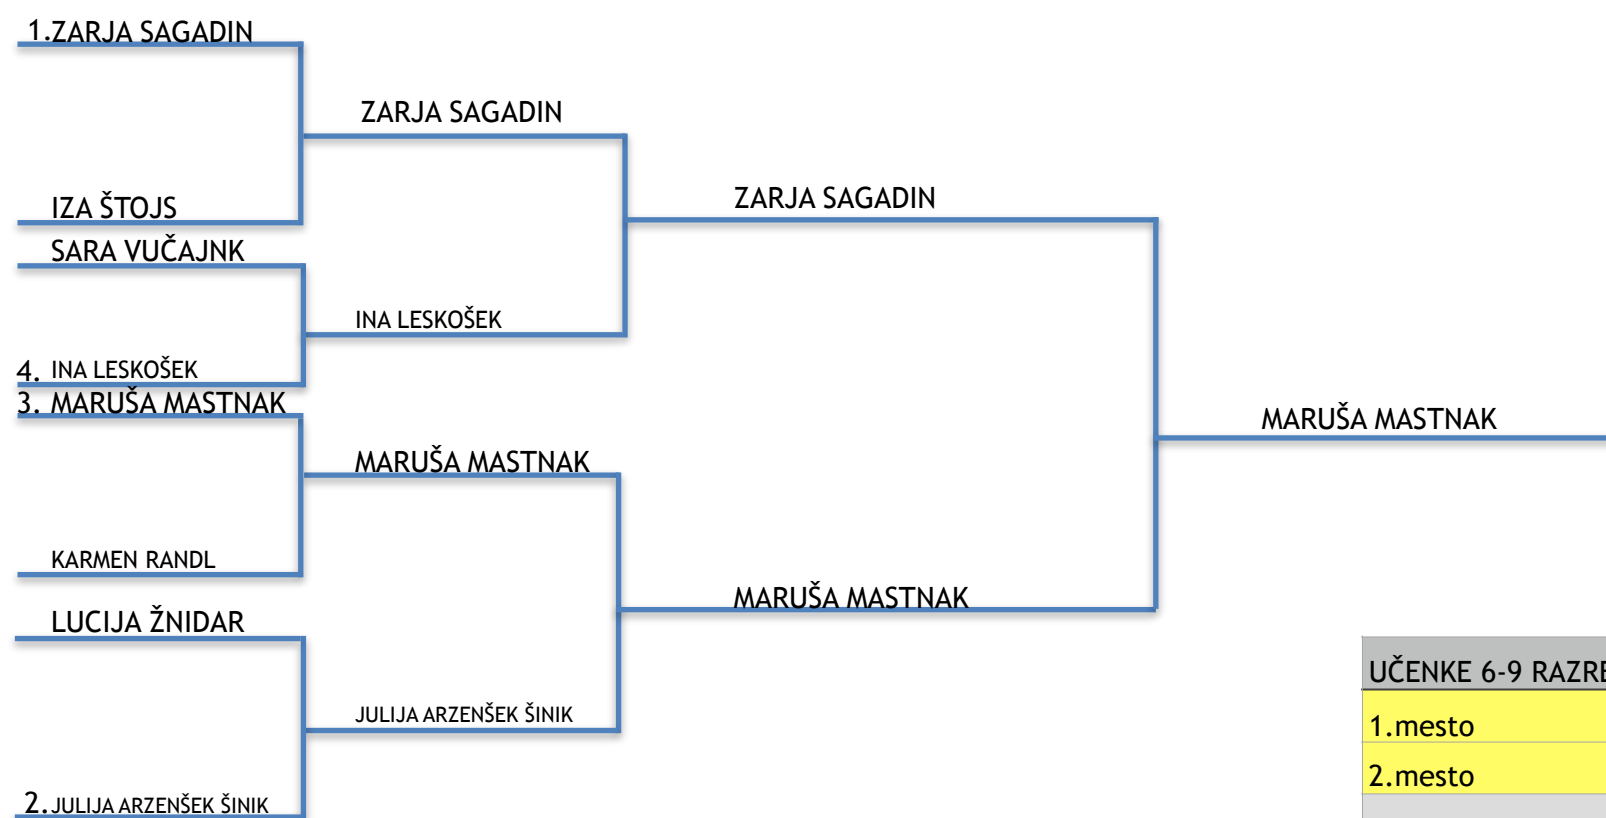 1.ZARJA SAGADIN
ZARJA SAGADIN
IZA ŠTOJS
ZARJA SAGADIN
SARA VUČAJNK
INA LESKOŠEK
4. INA LESKOŠEK
3. MARUŠA MASTNAK
MARUŠA MASTNAK
MARUŠA MASTNAK
KARMEN RANDL
MARUŠA MASTNAK
LUCIJA ŽNIDAR
JULIJA ARZENŠEK ŠINIK
2. JULIJA ARZENŠEK ŠINIK
UČENKE 6-9 RAZRE
1.mesto
2.mesto